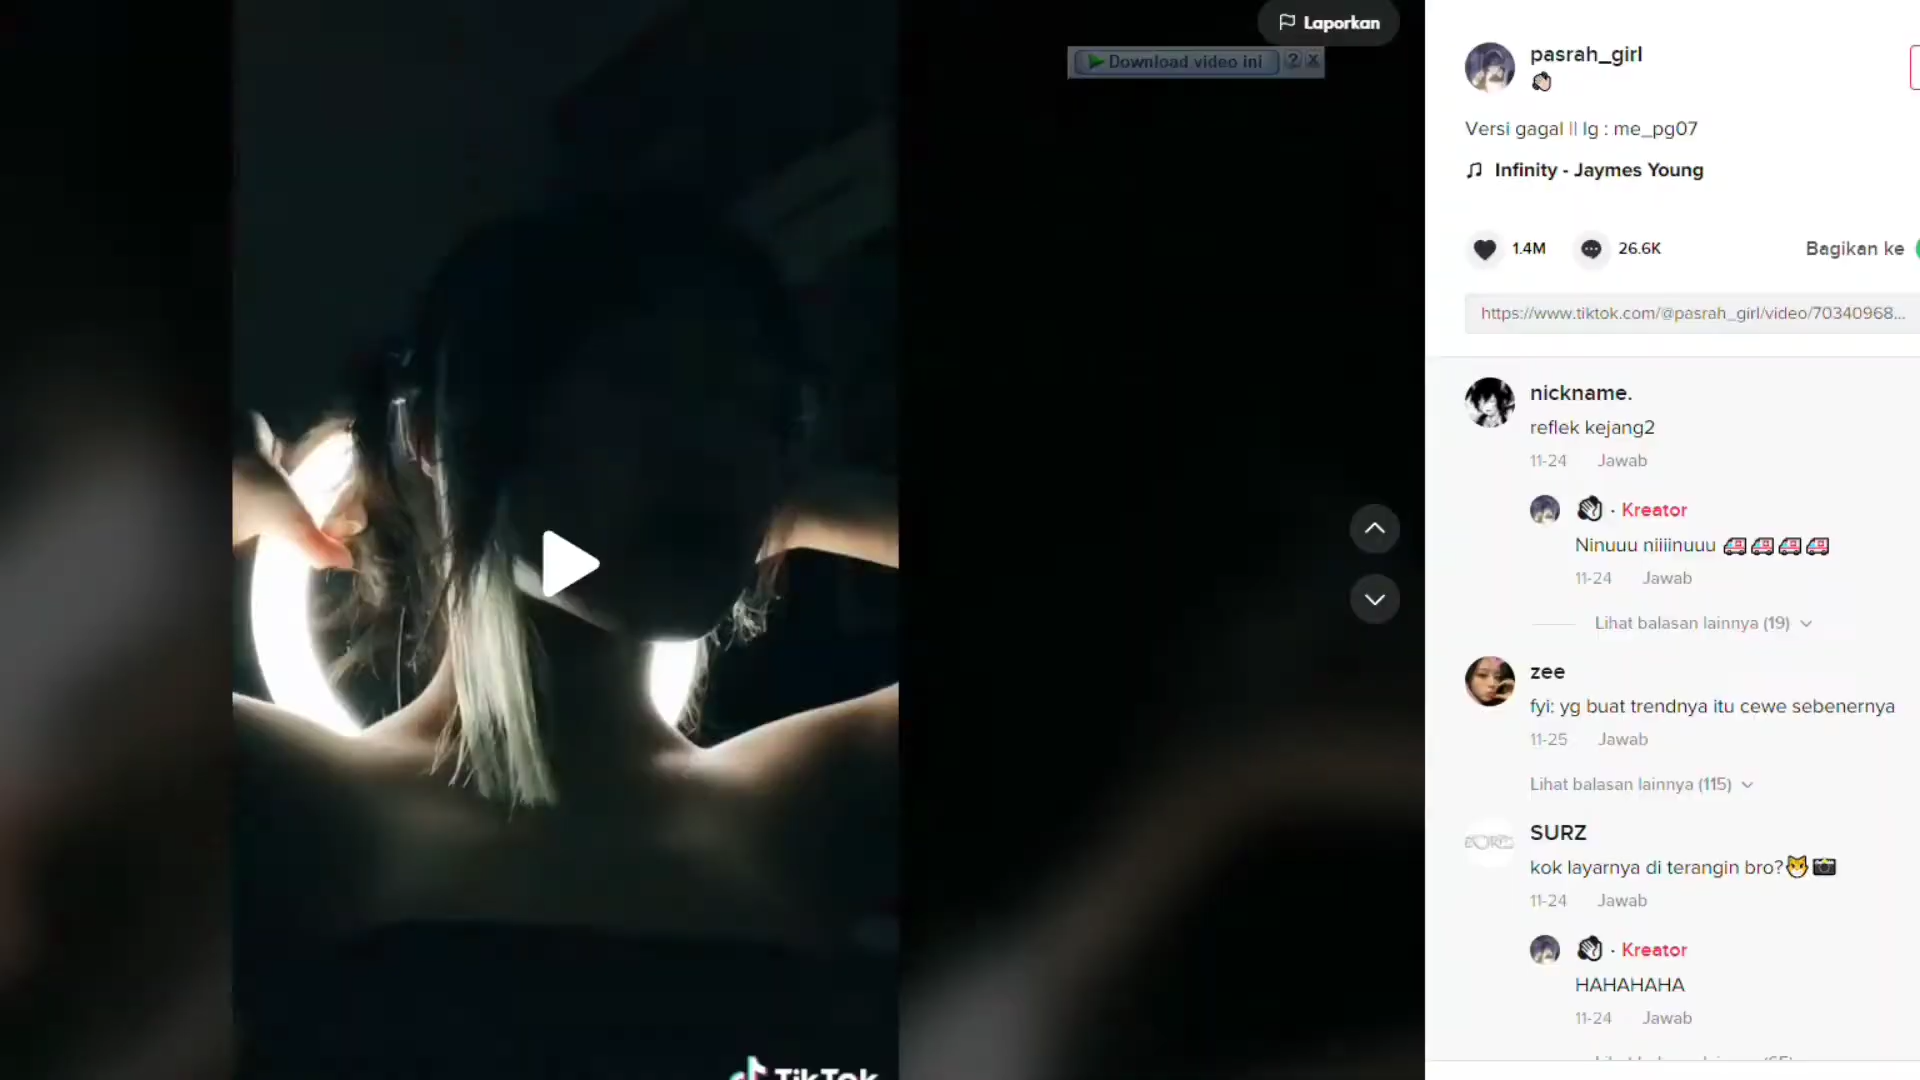 Laporkan
Download video ini
?
X
pasrah_girl
Versi gagal || Ig : me_pg07
Infinity - Jaymes Young
1.4M
26.6K
Bagikan ke
https://www.tiktok.com/@pasrah_girl/video/70340968...
nickname.
reflek kejang2
11-24 Jawab
· Kreator
Ninuuu niiinuuu 🚑🚑🚑🚑
11-24 Jawab
Lihat balasan lainnya (19)
zee
fyi: yg buat trendnya itu cewe sebenernya
11-25 Jawab
Lihat balasan lainnya (115)
SURZ
kok layarnya di terangin bro?🐱📸
11-24 Jawab
· Kreator
HAHAHAHA
11-24 Jawab
TikTok